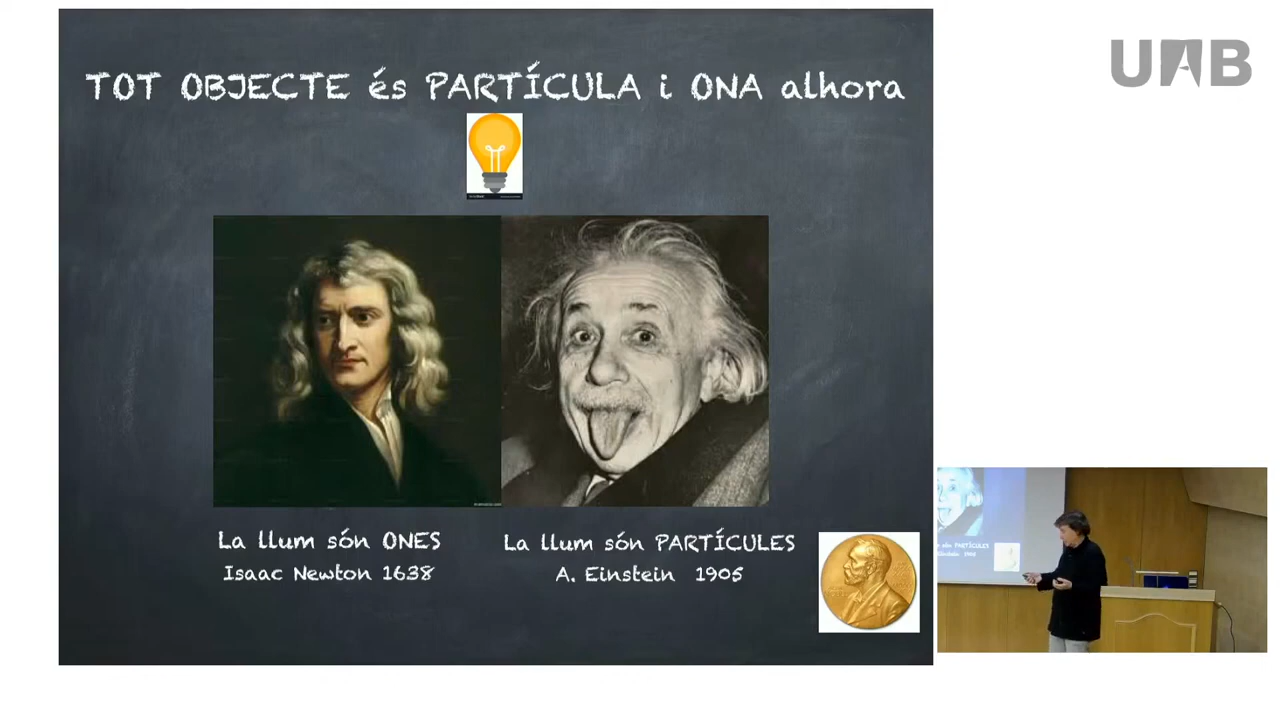 TOT OBJECTE és PARTÍCULA i ONA alhora
UAB
La llum són ONES
Isaac Newton 1638
La llum són PARTÍCULES
A. Einstein 1905